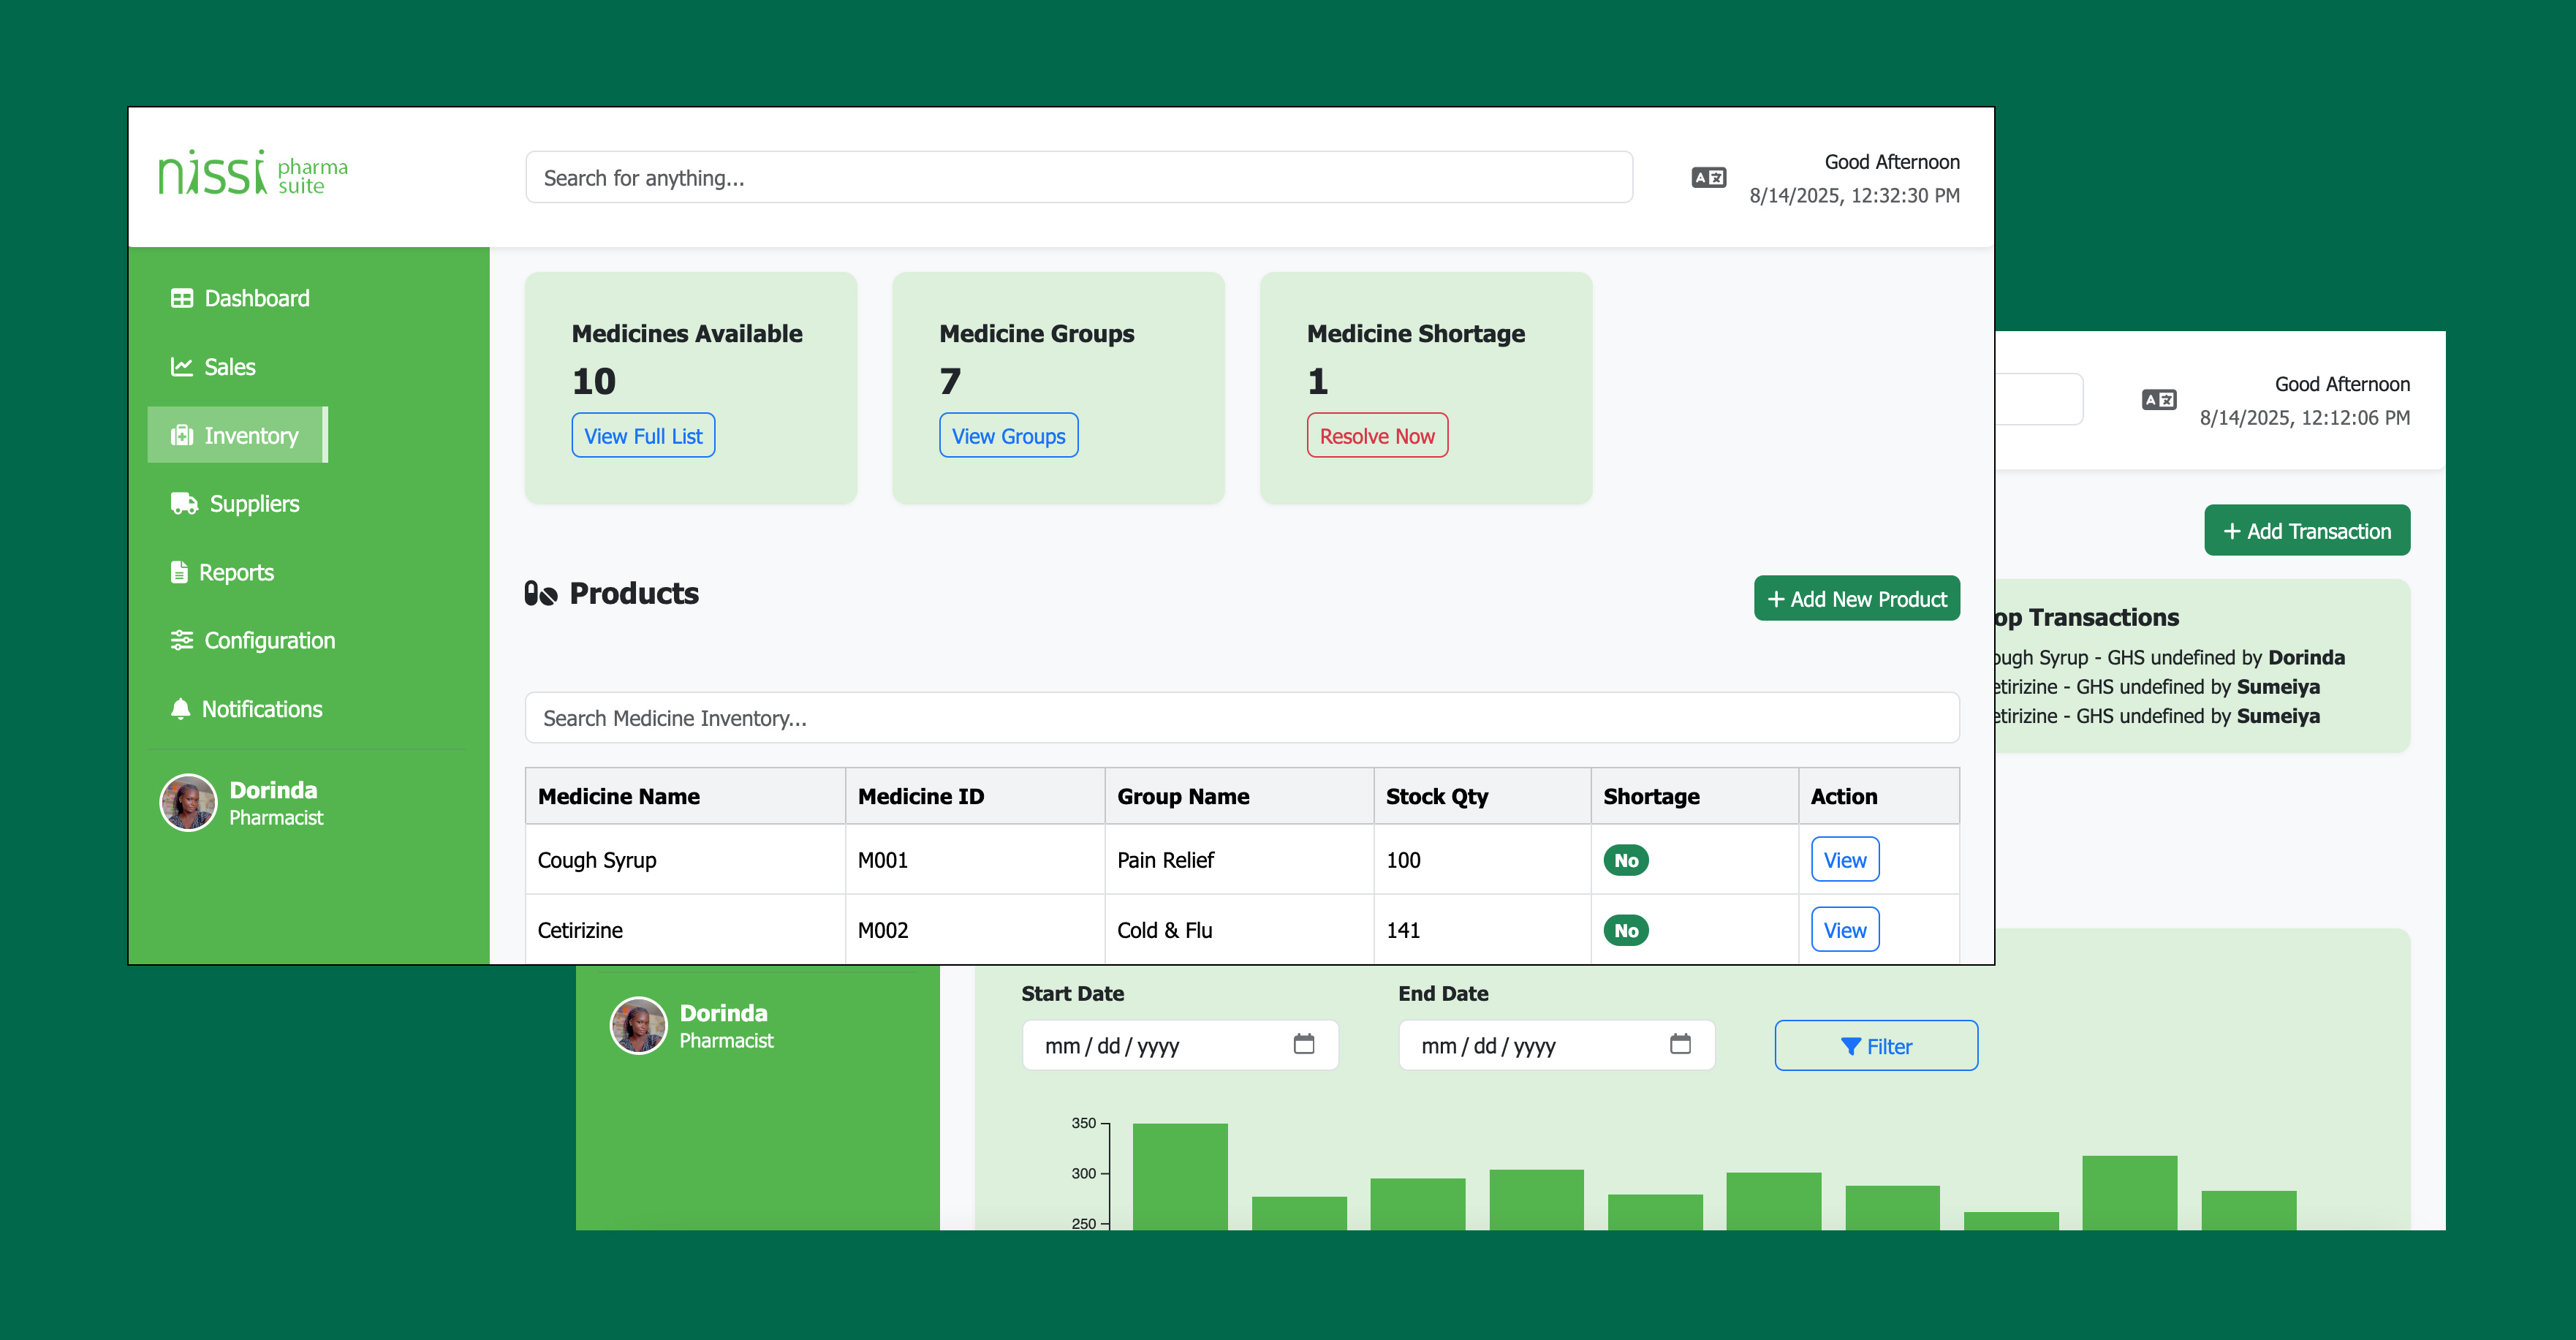 nissi pharma suite
Search for anything...
Good Afternoon
8/14/2025, 12:32:30 PM
Dashboard
Sales
Inventory
Suppliers
Reports
Configuration
Notifications
Dorinda
Pharmacist
Medicines Available
10
View Full List
Medicine Groups
7
View Groups
Medicine Shortage
1
Resolve Now
Products
+ Add New Product
Search Medicine Inventory...
Medicine Name Medicine ID Group Name Stock Qty Shortage Action
Cough Syrup M001 Pain Relief 100 No View
Cetirizine M002 Cold & Flu 141 No View
Good Afternoon
8/14/2025, 12:12:06 PM
+ Add Transaction
op Transactions
ough Syrup - GHS undefined by Dorinda
etirizine - GHS undefined by Sumeiya
etirizine - GHS undefined by Sumeiya
Dorinda
Pharmacist
Start Date
mm / dd / yyyy
End Date
mm / dd / yyyy
Filter
350
300
250